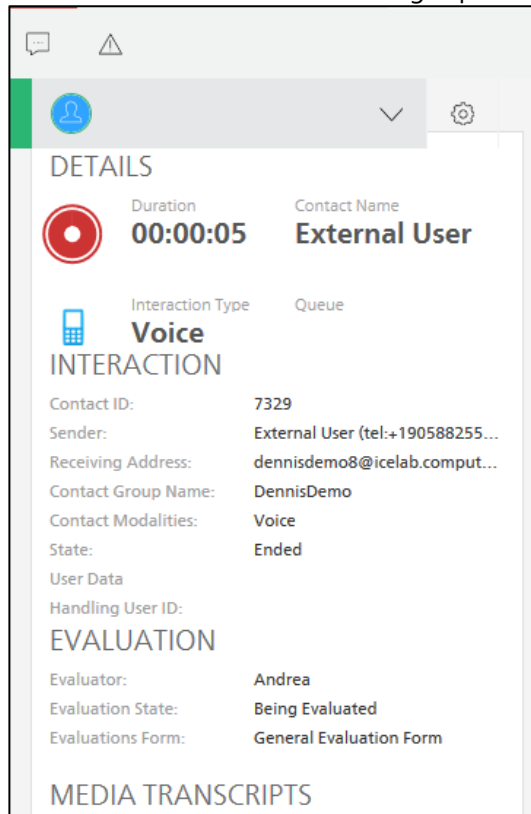 DETAILS
Duration Contact Name
00:00:05 External User
Interaction Type Queue
Voice
INTERACTION
Contact ID: 7329
Sender: External User (tel:+190588255...
Receiving Address: dennisdemo8@icelab.comput...
Contact Group Name: DennisDemo
Contact Modalities: Voice
State: Ended
User Data
Handling User ID:
EVALUATION
Evaluator: Andrea
Evaluation State: Being Evaluated
Evaluations Form: General Evaluation Form
MEDIA TRANSCRIPTS